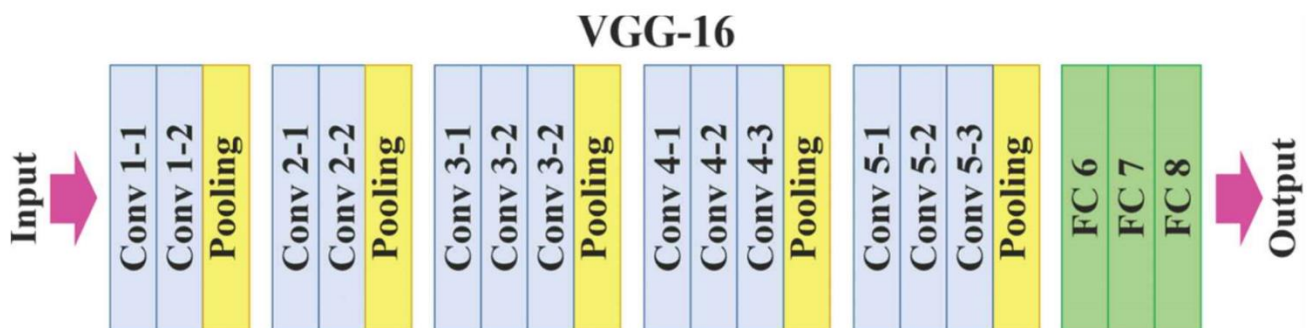 VGG-16
Input
Conv 1-1
Conv 1-2
Pooling
Conv 2-1
Conv 2-2
Pooling
Conv 3-1
Conv 3-2
Conv 3-2
Pooling
Conv 4-1
Conv 4-2
Conv 4-3
Pooling
Conv 5-1
Conv 5-2
Conv 5-3
Pooling
FC 6
FC 7
FC 8
Output